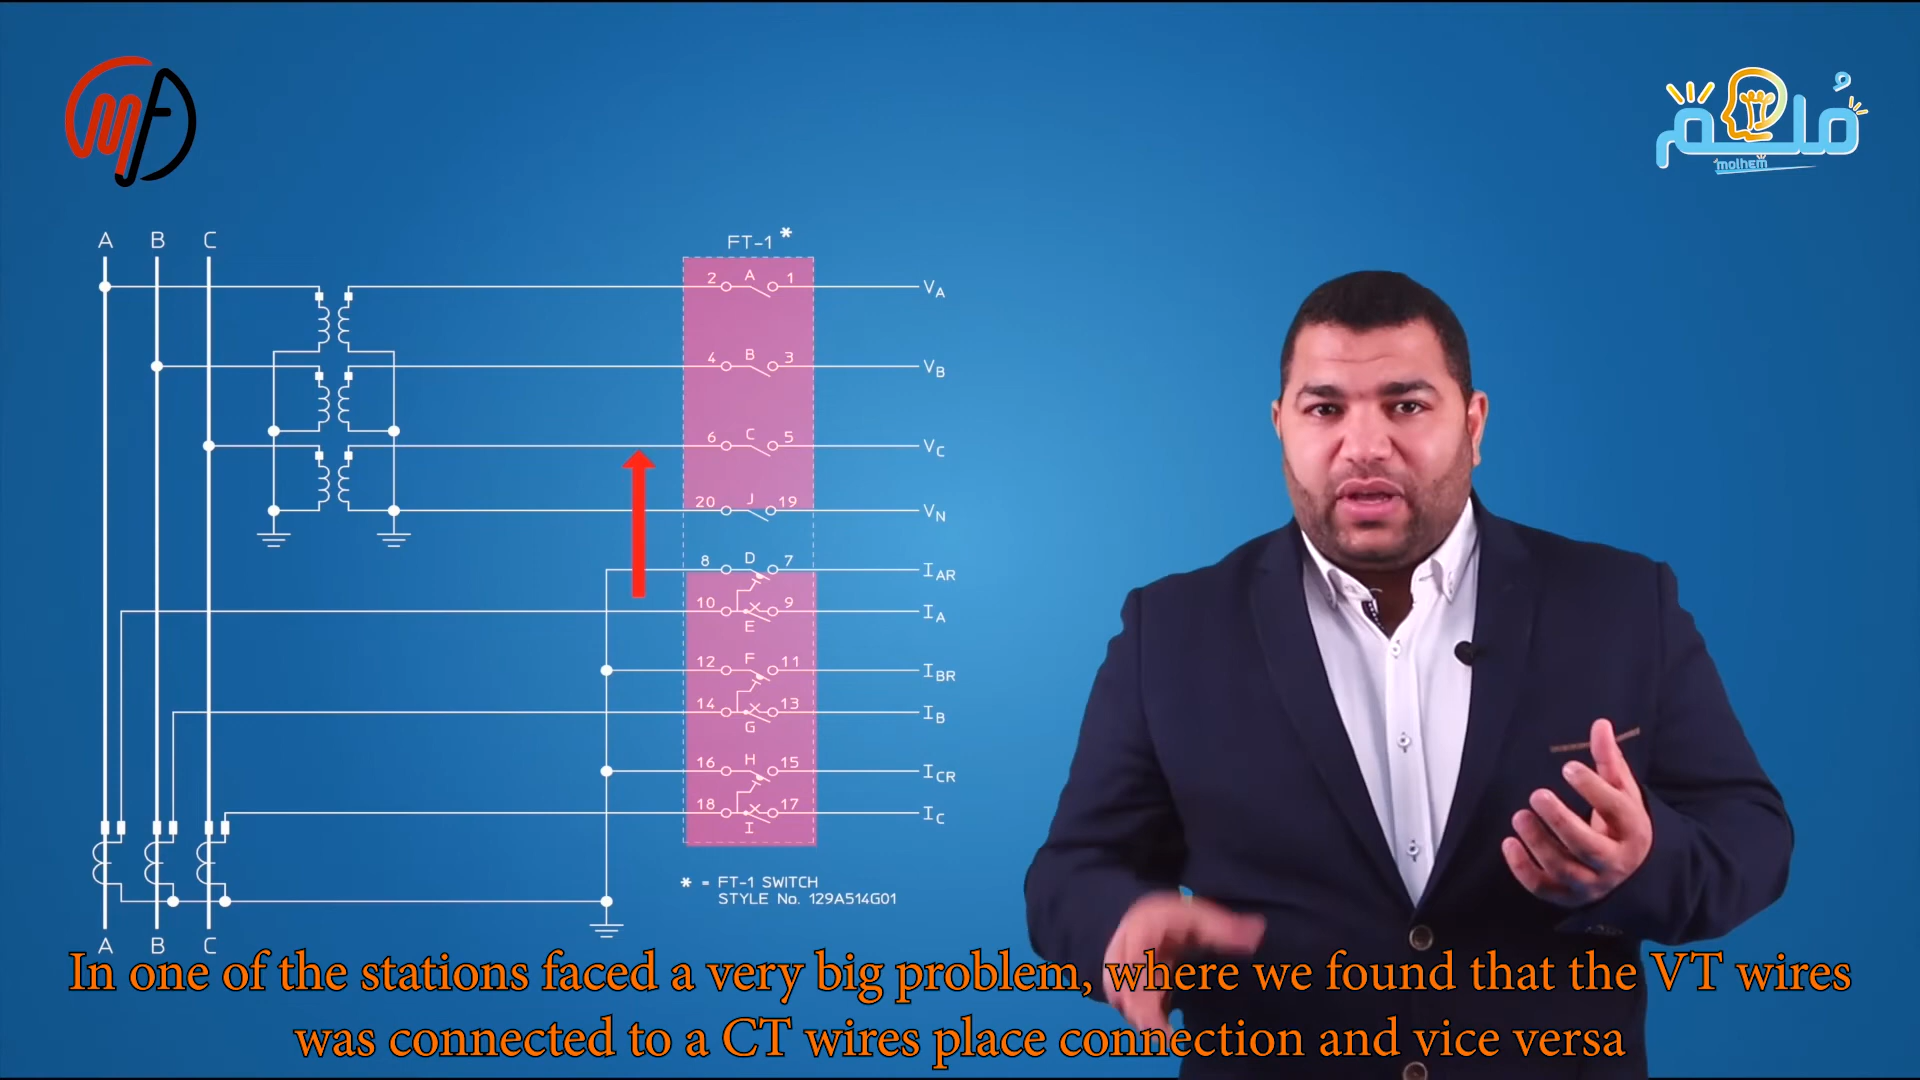 مُلهم
molhem
A B C
FT-1 *
2 A 1
VA
4 B 3
VB
6 C 5
VC
20 J 19
VN
8 D 7
IAR
10 9
IA
E
12 F 11
IBR
14 13
IB
G
16 H 15
ICR
18 17
IC
I
* = FT-1 SWITCH
STYLE No. 129A514G01
A B C
In one of the stations faced a very big problem, where we found that the VT wires
was connected to a CT wires place connection and vice versa